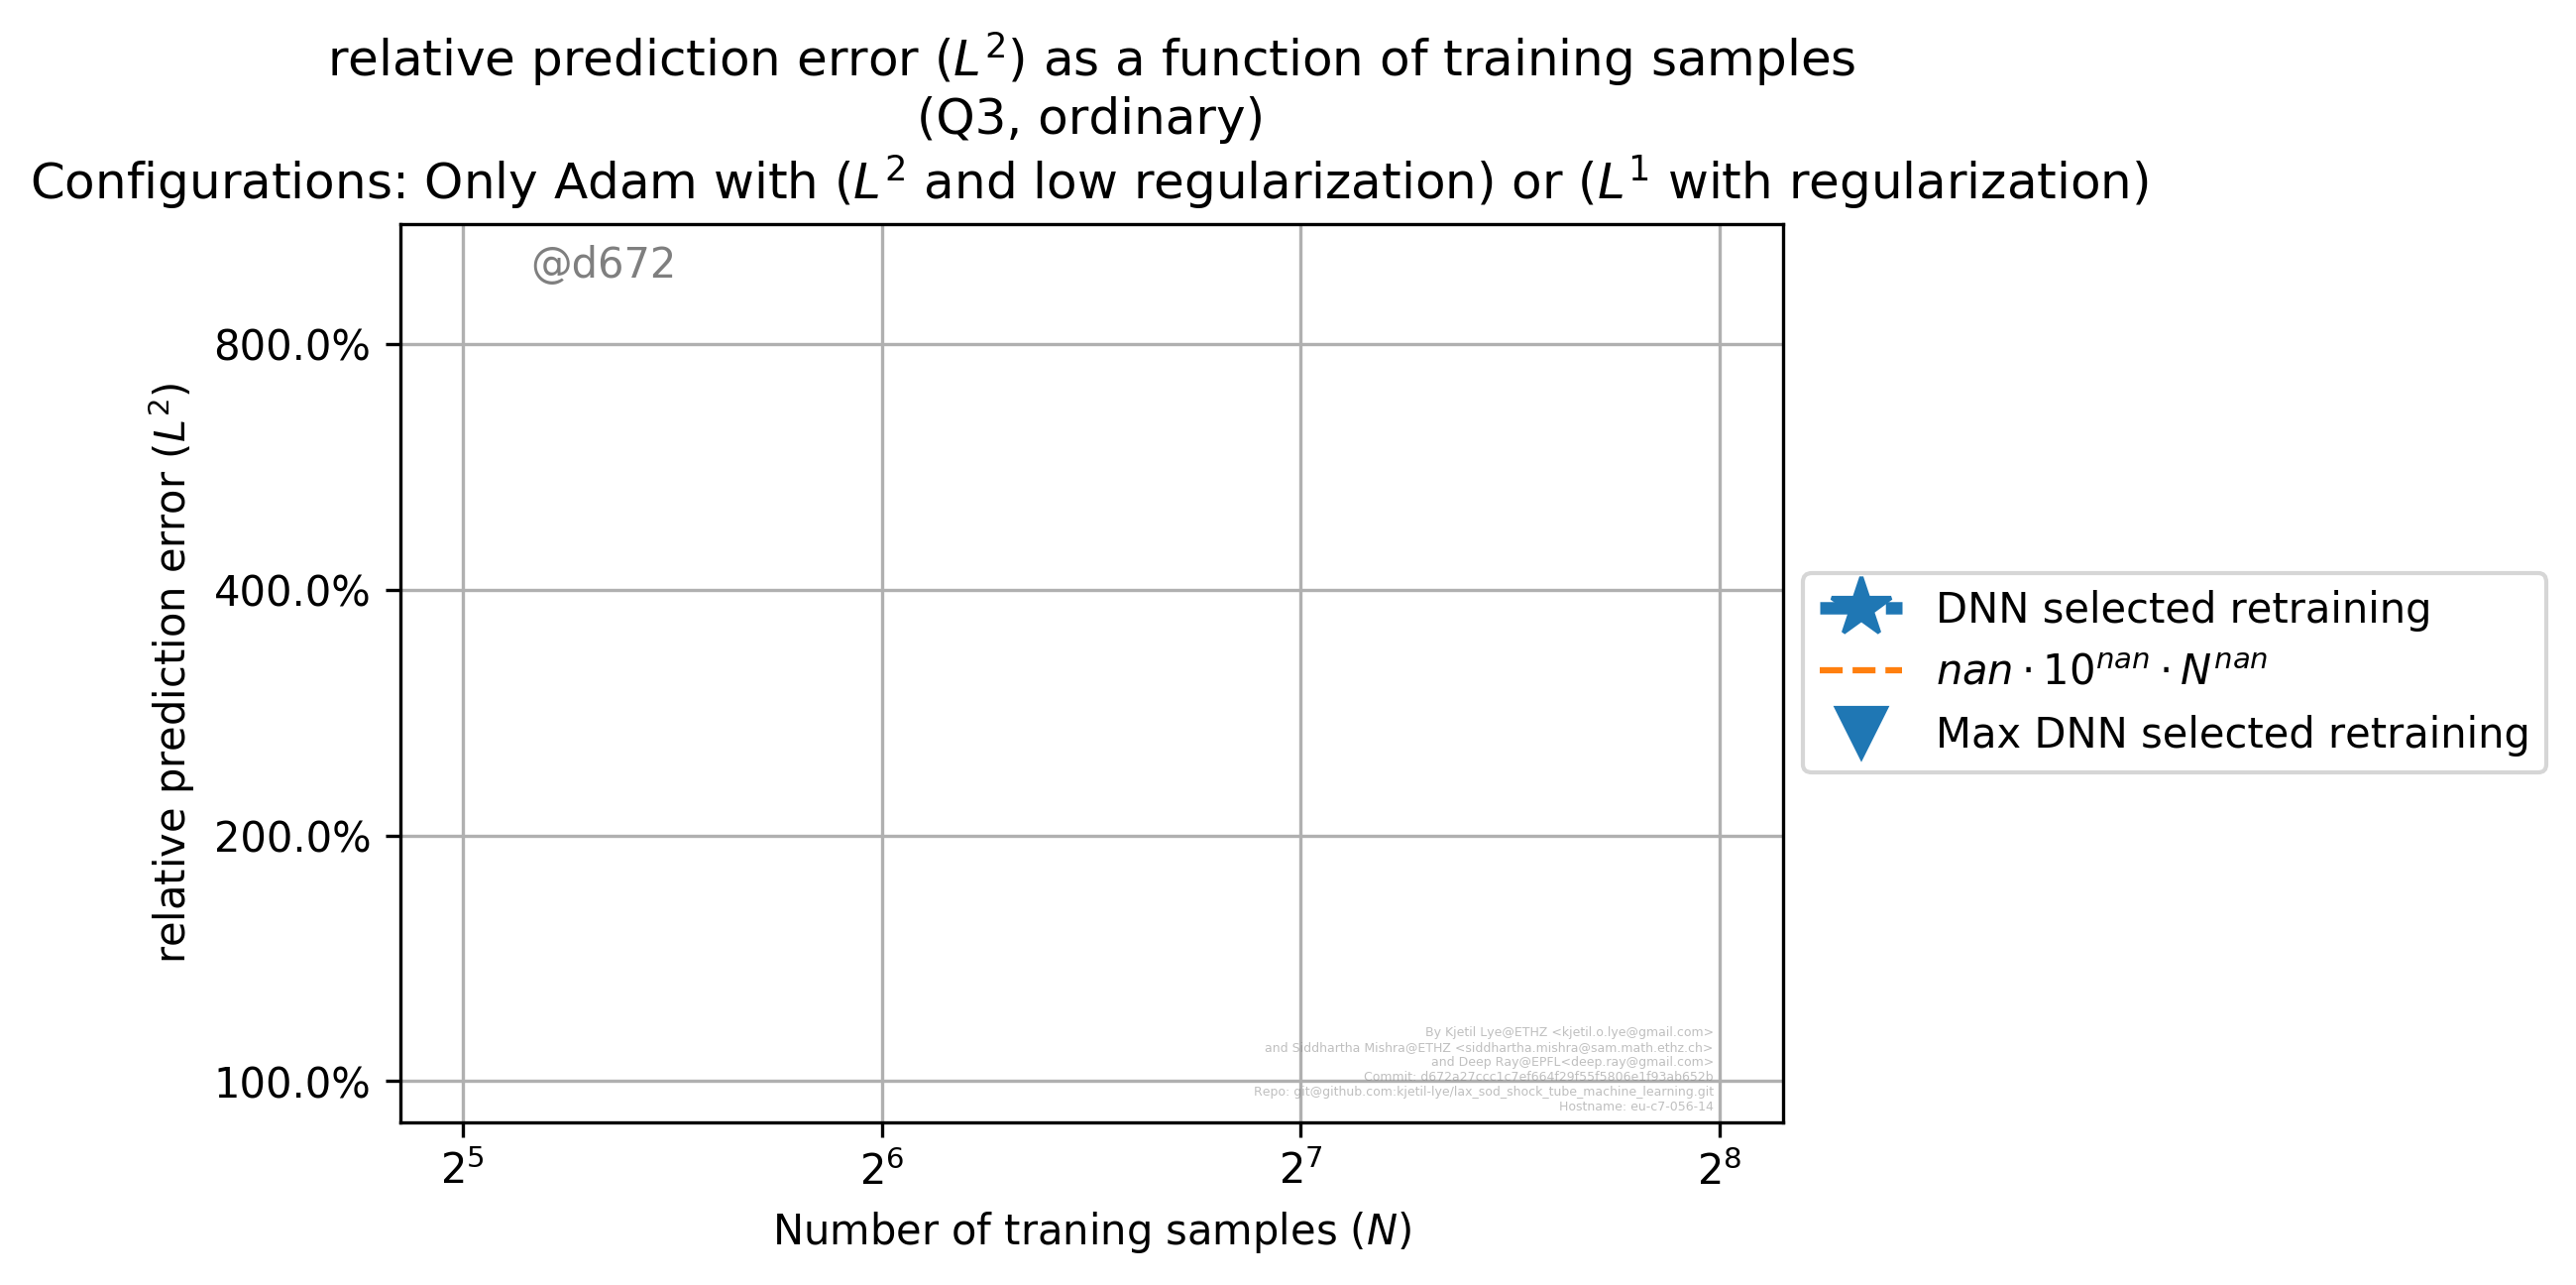 relative prediction error (L²) as a function of training samples
(Q3, ordinary)
Configurations: Only Adam with (L² and low regularization) or (L¹ with regularization)
@d672
800.0%
400.0%
200.0%
100.0%
relative prediction error (L²)
2⁵
2⁶
2⁷
2⁸
Number of traning samples (N)
DNN selected retraining
nan · 10ⁿᵃⁿ · Nⁿᵃⁿ
Max DNN selected retraining
By Kjetil Lye@ETHZ <kjetil.o.lye@gmail.com>
and Siddhartha Mishra@ETHZ <siddhartha.mishra@sam.math.ethz.ch>
and Deep Ray@EPFL<deep.ray@gmail.com>
Commit: d672a27ccc1c7ef664f29f55f5806e1f93ab652b
Repo: git@github.com:kjetil-lye/lax_sod_shock_tube_machine_learning.git
Hostname: eu-c7-056-14